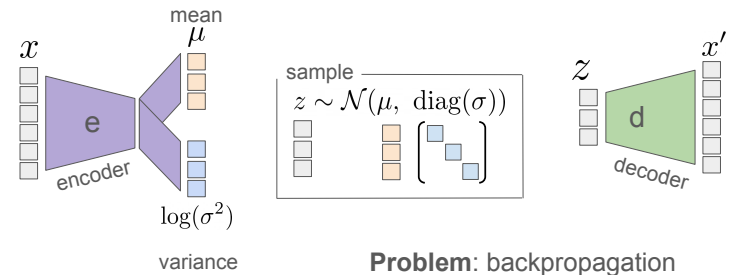 mean
μ
x
e
encoder
log(σ²)
variance
sample
z ∼ 𝒩(μ, diag(σ))
z
d
decoder
x′
Problem: backpropagation